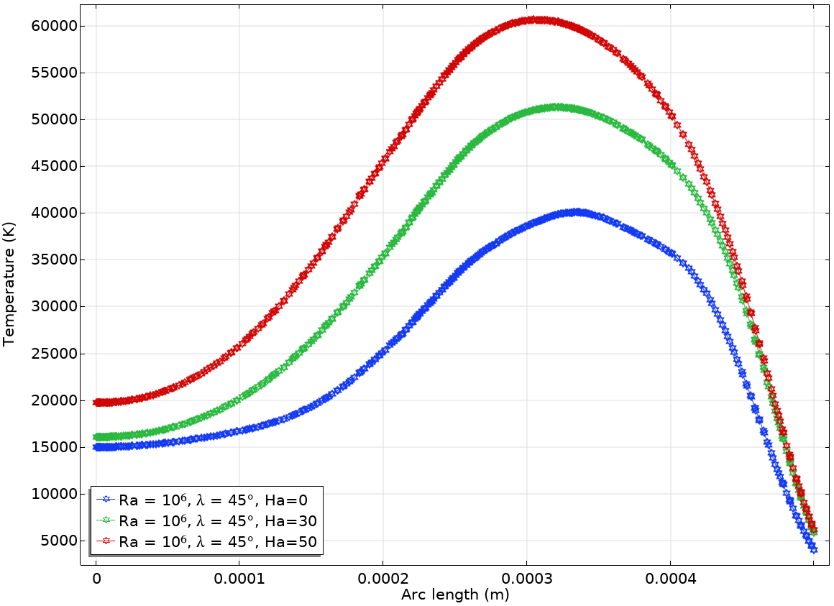 60000
55000
50000
45000
40000
35000
30000
25000
20000
15000
10000
5000
Temperature (K)
Ra = 10⁶, λ = 45°, Ha=0
Ra = 10⁶, λ = 45°, Ha=30
Ra = 10⁶, λ = 45°, Ha=50
0 0.0001 0.0002 0.0003 0.0004
Arc length (m)